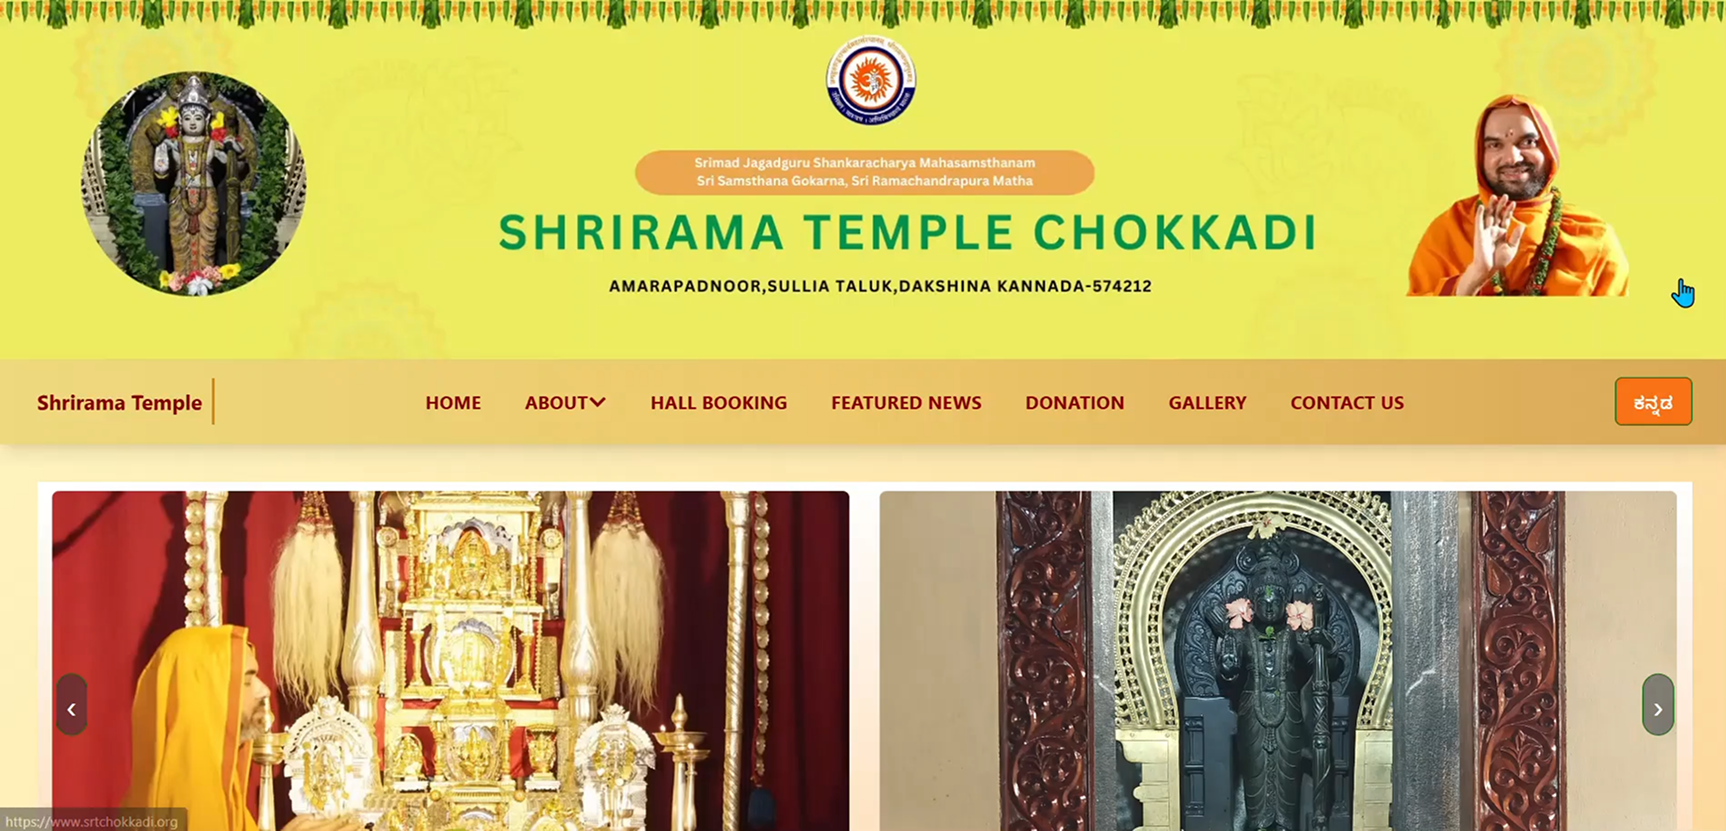 Srimad Jagadguru Shankaracharya Mahasamsthanam
Sri Samsthana Gokarna, Sri Ramachandrapura Matha
SHRIRAMA TEMPLE CHOKKADI
AMARAPADNOOR,SULLIA TALUK,DAKSHINA KANNADA-574212
Shrirama Temple
HOME ABOUT HALL BOOKING FEATURED NEWS DONATION GALLERY CONTACT US
ಕನ್ನಡ
https://www.srtchokkadi.org